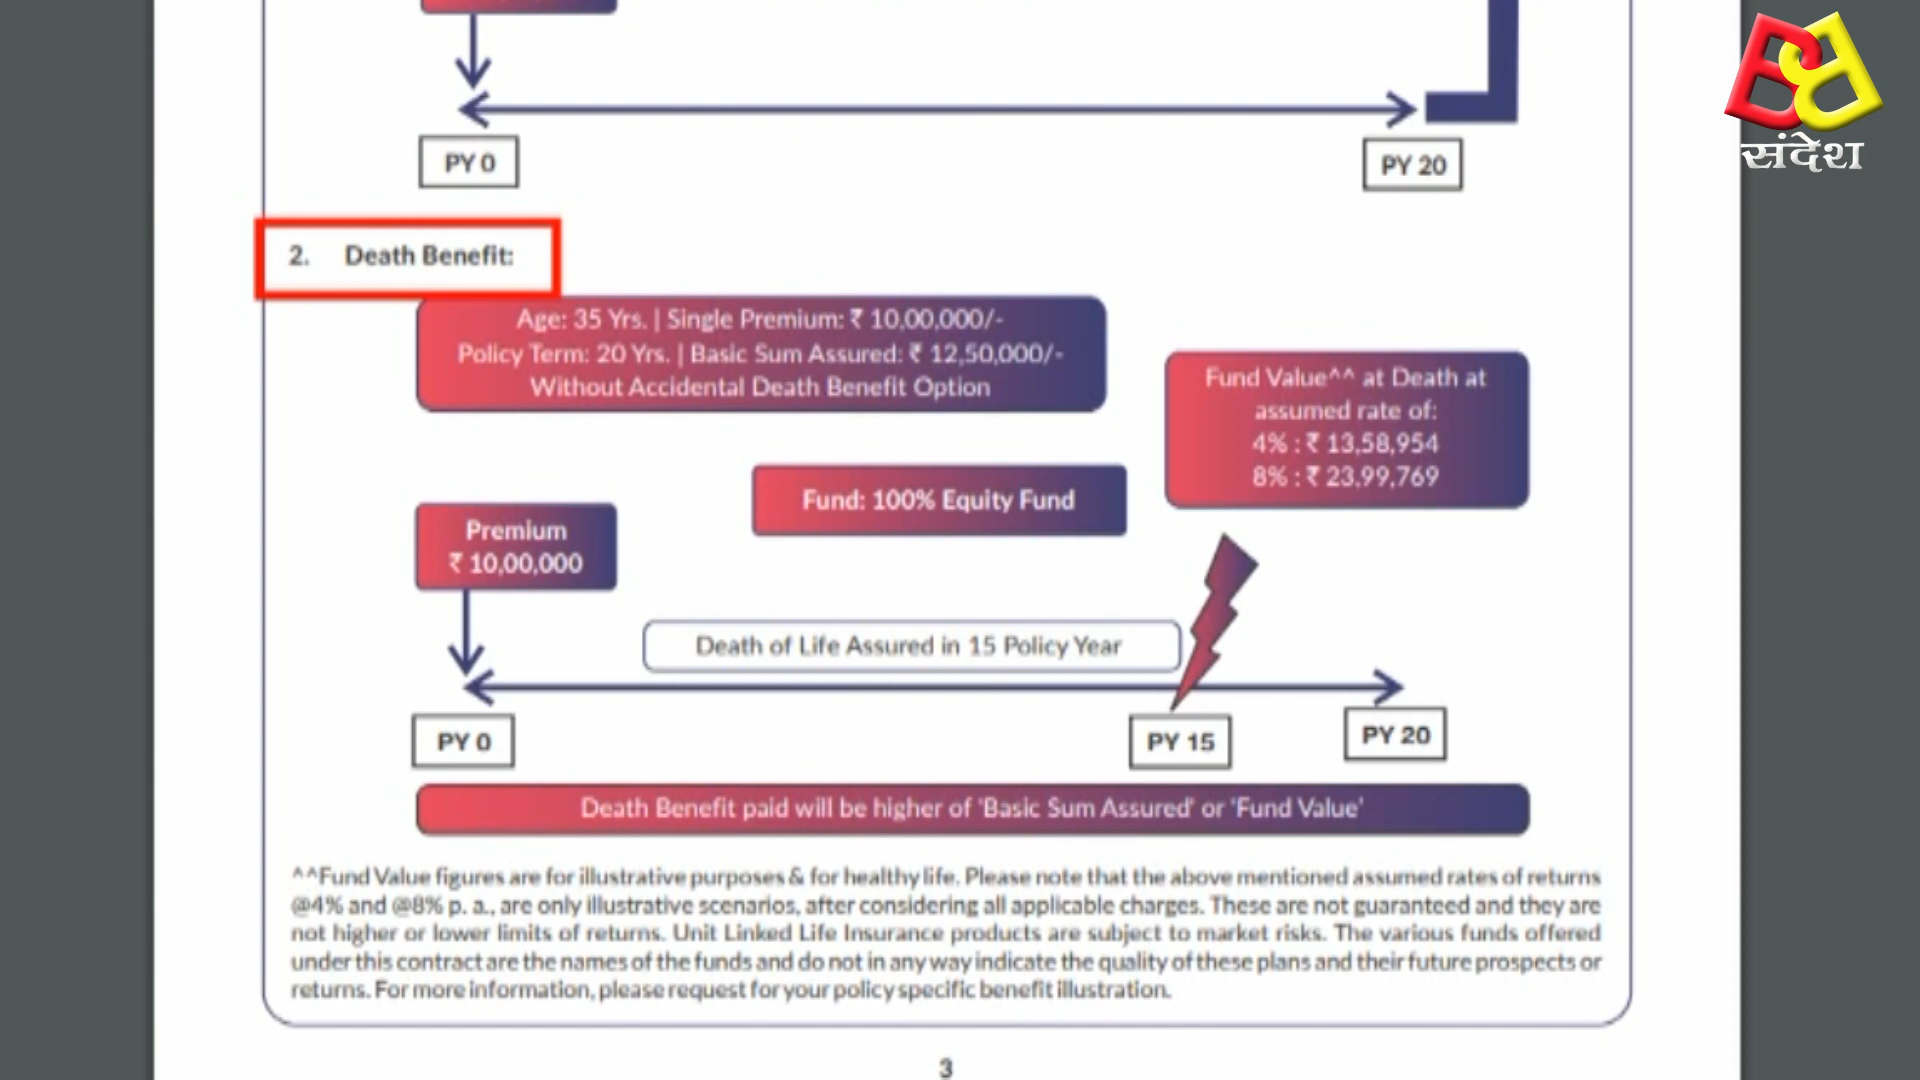 संदेश
PY 0
PY 20
2. Death Benefit:
Age: 35 Yrs. | Single Premium: ₹ 10,00,000/-
Policy Term: 20 Yrs. | Basic Sum Assured: ₹ 12,50,000/-
Without Accidental Death Benefit Option
Fund Value^^ at Death at
assumed rate of:
4% : ₹ 13,58,954
8% : ₹ 23,99,769
Fund: 100% Equity Fund
Premium
₹ 10,00,000
Death of Life Assured in 15 Policy Year
PY 0
PY 15
PY 20
Death Benefit paid will be higher of 'Basic Sum Assured' or 'Fund Value'
^^Fund Value figures are for illustrative purposes & for healthy life. Please note that the above mentioned assumed rates of returns
@4% and @8% p. a., are only illustrative scenarios, after considering all applicable charges. These are not guaranteed and they are
not higher or lower limits of returns. Unit Linked Life Insurance products are subject to market risks. The various funds offered
under this contract are the names of the funds and do not in any way indicate the quality of these plans and their future prospects or
returns. For more information, please request for your policy specific benefit illustration.
3